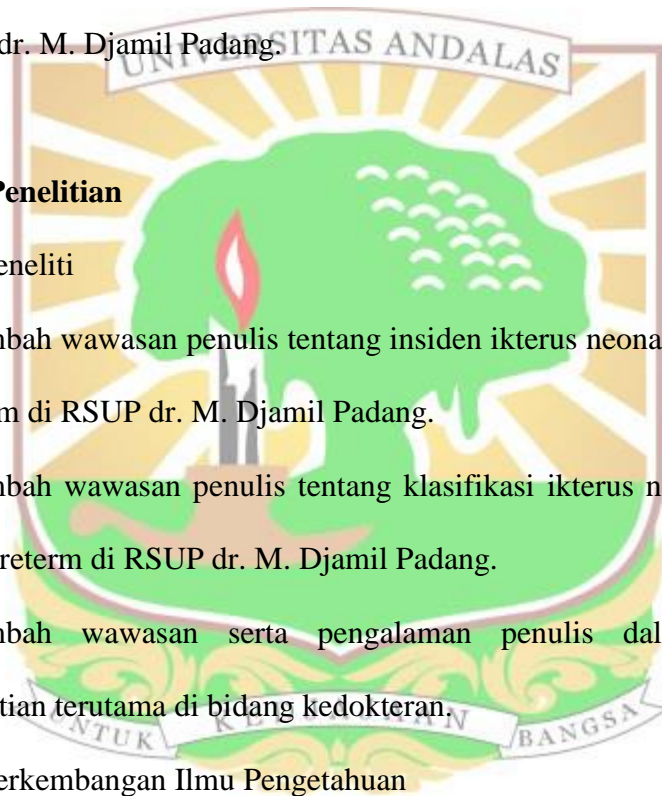 dr. M. Djamil Padang.
UNIVERSITAS ANDALAS
Penelitian
eneliti
nbah wawasan penulis tentang insiden ikterus neona
m di RSUP dr. M. Djamil Padang.
nbah wawasan penulis tentang klasifikasi ikterus n
reterm di RSUP dr. M. Djamil Padang.
nbah wawasan serta pengalaman penulis dal
tian terutama di bidang kedokteran.
UNTUK KEDJAJAAN BANGSA
erkembangan Ilmu Pengetahuan